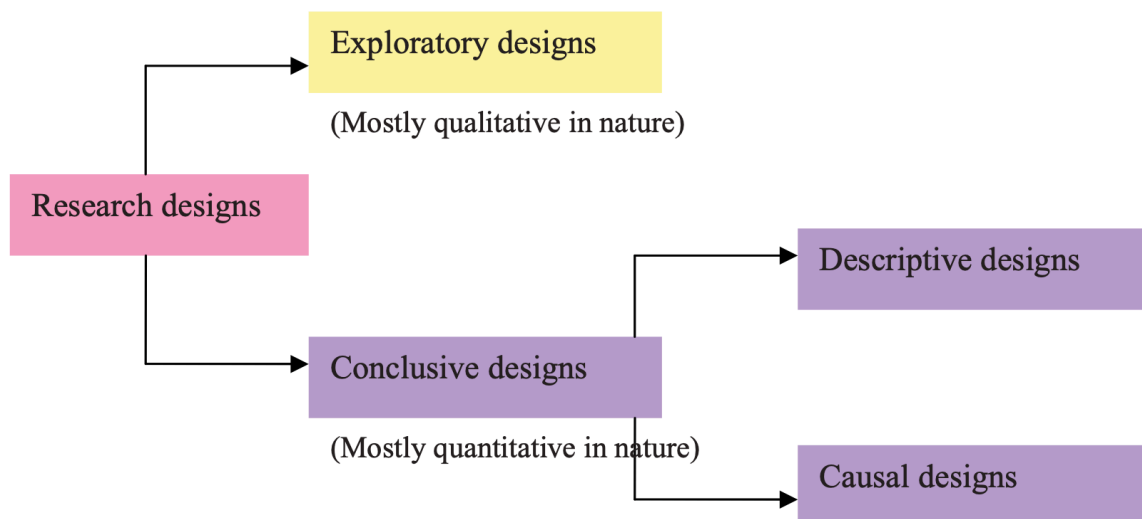 Exploratory designs
(Mostly qualitative in nature)
Research designs
Descriptive designs
Conclusive designs
(Mostly quantitative in nature)
Causal designs